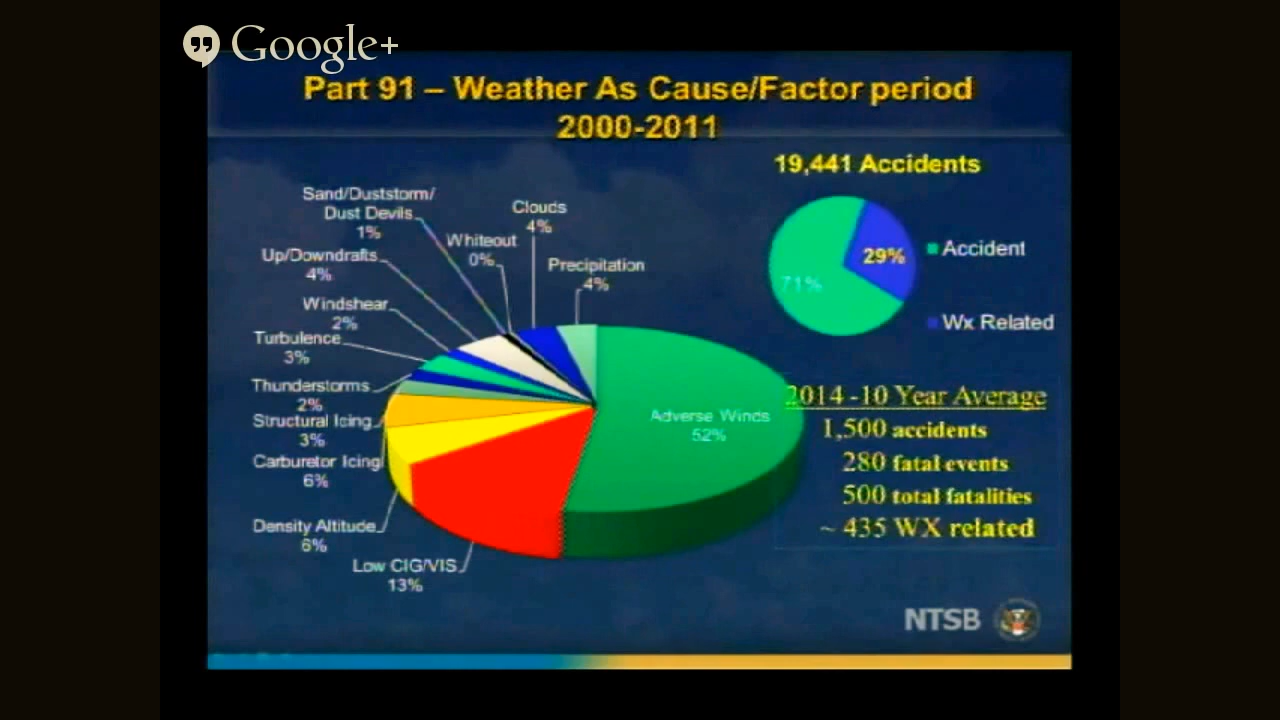 Google+
Part 91 – Weather As Cause/Factor period
2000-2011
19,441 Accidents
Sand/Duststorm/
Dust Devils
1%
Clouds
4%
Whiteout
0%
Up/Downdrafts
4%
Precipitation
4%
Windshear
2%
Turbulence
3%
Thunderstorms
2%
Structural Icing
3%
Carburetor Icing
6%
Density Altitude
6%
Low CIG/VIS
13%
Adverse Winds
52%
29%
71%
Accident
Wx Related
2014 -10 Year Average
1,500 accidents
280 fatal events
500 total fatalities
~ 435 WX related
NTSB